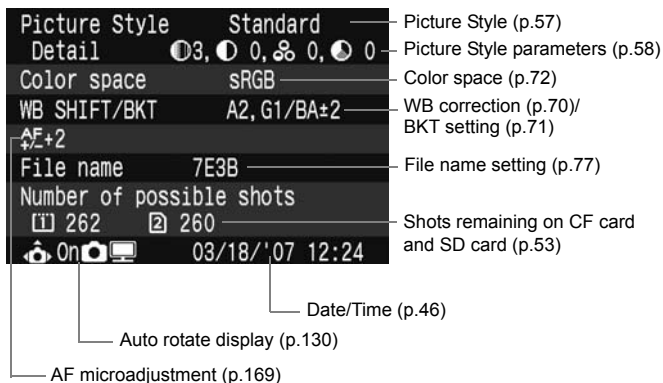 Picture Style Standard Picture Style (p.57)
Detail 3, 0, 0, 0 Picture Style parameters (p.58)
Color space sRGB Color space (p.72)
WB SHIFT/BKT A2,G1/BA±2 WB correction (p.70)/
BKT setting (p.71)
AF+2
File name 7E3B File name setting (p.77)
Number of possible shots
1 262 2 260 Shots remaining on CF card
and SD card (p.53)
On 03/18/'07 12:24
Date/Time (p.46)
Auto rotate display (p.130)
AF microadjustment (p.169)